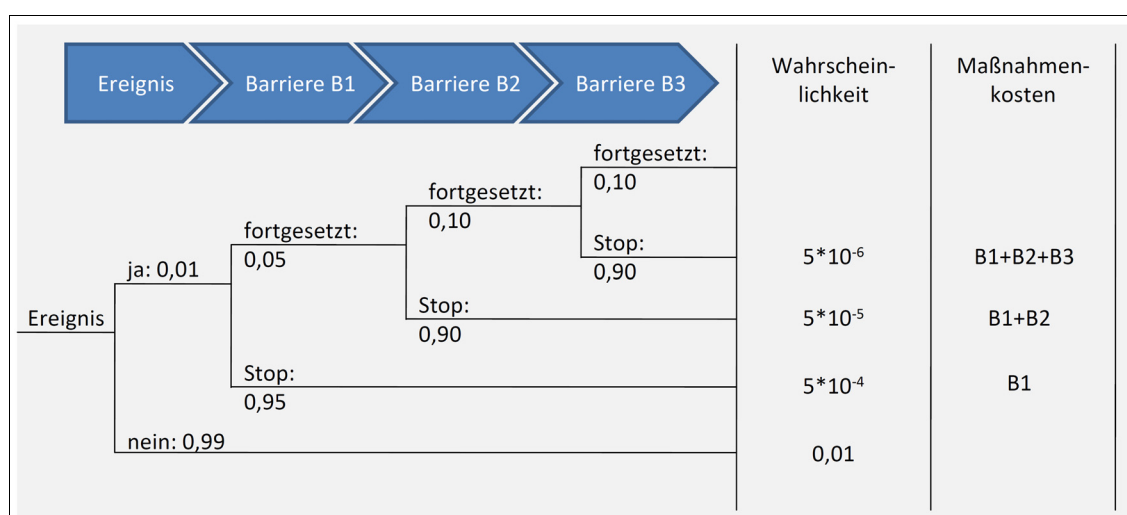 Ereignis
Barriere B1
Barriere B2
Barriere B3
Wahrschein-
lichkeit
Maßnahmen-
kosten
fortgesetzt:
0,10
fortgesetzt:
0,10
fortgesetzt:
0,05
Stop:
0,90
5*10-6
B1+B2+B3
ja: 0,01
Stop:
0,90
5*10-5
B1+B2
Ereignis
Stop:
0,95
5*10-4
B1
nein: 0,99
0,01